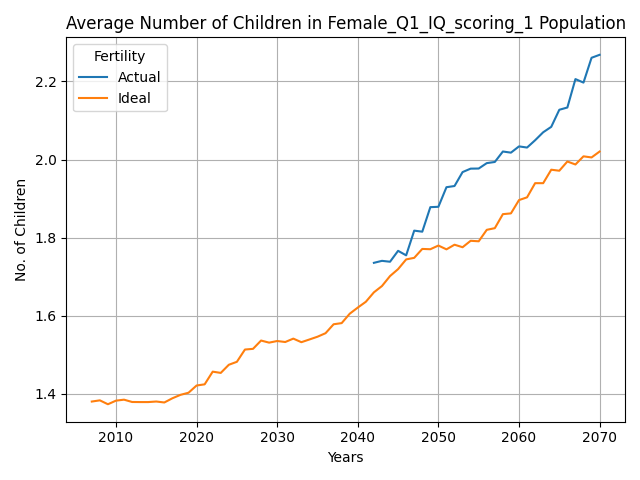 Average Number of Children in Female_Q1_IQ_scoring_1 Population
Fertility
Actual
Ideal
2.2
2.0
1.8
1.6
1.4
No. of Children
2010 2020 2030 2040 2050 2060 2070
Years